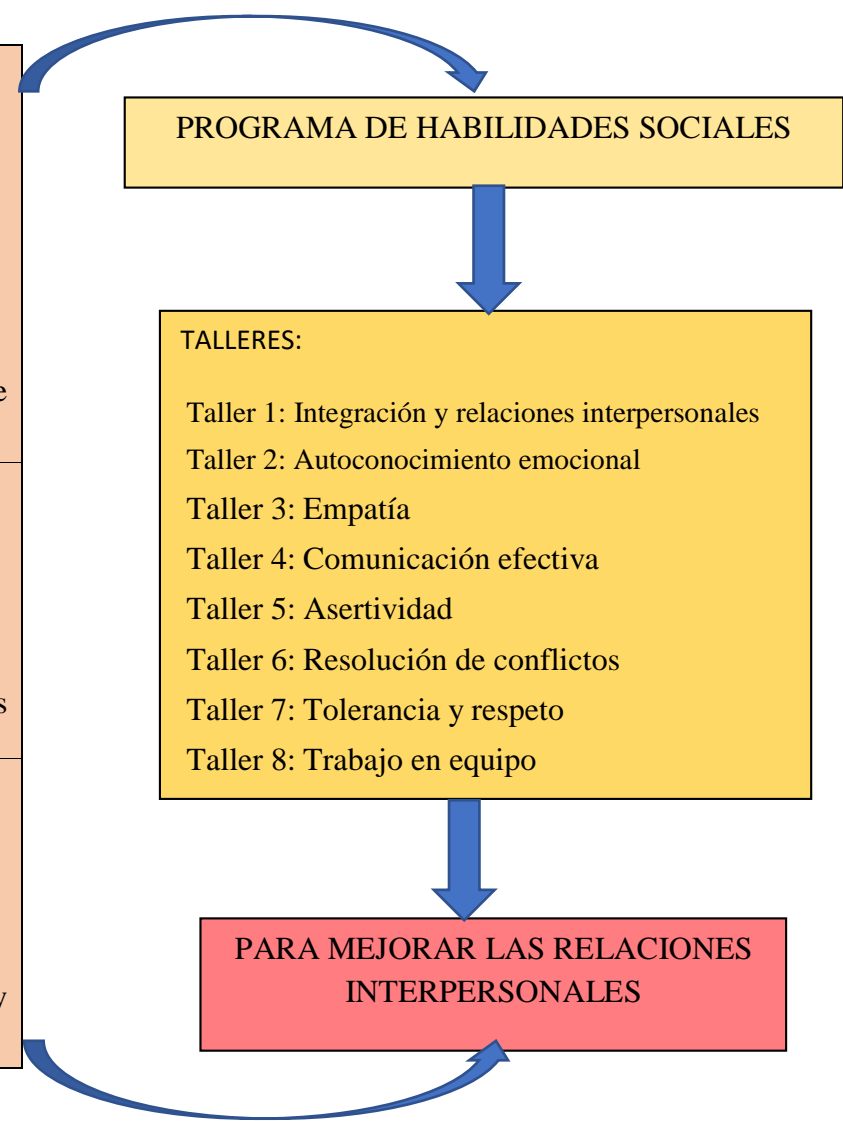 PROGRAMA DE HABILIDADES SOCIALES
TALLERES:
Taller 1: Integración y relaciones interpersonales
Taller 2: Autoconocimiento emocional
Taller 3: Empatía
Taller 4: Comunicación efectiva
Taller 5: Asertividad
Taller 6: Resolución de conflictos
Taller 7: Tolerancia y respeto
Taller 8: Trabajo en equipo
PARA MEJORAR LAS RELACIONES
INTERPERSONALES